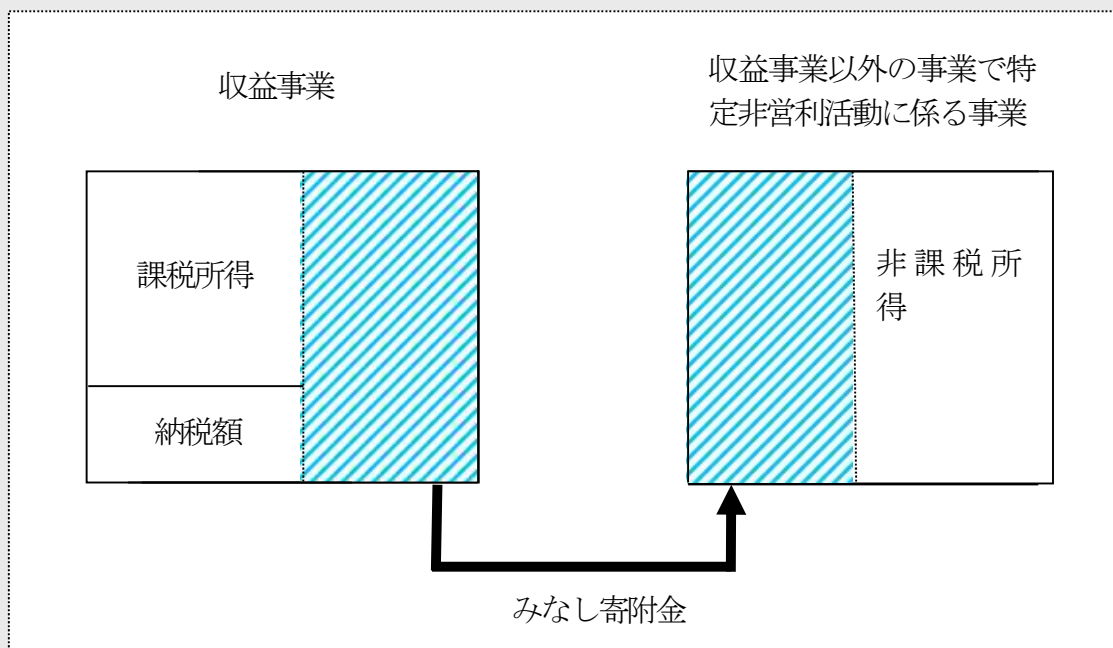 収益事業
収益事業以外の事業で特
定非営利活動に係る事業
課税所得
納税額
非課税所
得
みなし寄附金